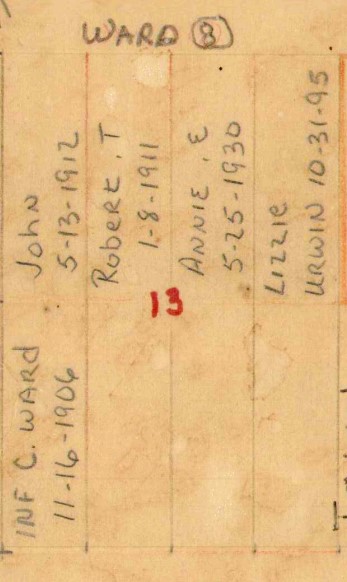 WARD 8
John
5-13-1912
Robert. T
1-8-1911
ANNIE. E
5-25-1930
Lizzie
URWIN 10-31-95
13
INF C. WARD
11-16-1906